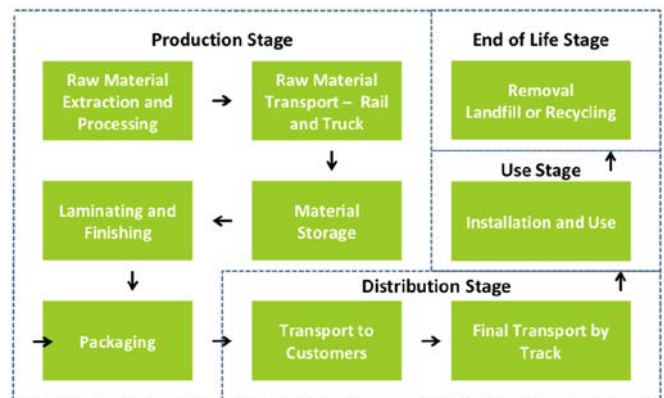 Production Stage
Raw Material
Extraction and
Processing
Raw Material
Transport – Rail
and Truck
Laminating and
Finishing
Material
Storage
Packaging
Distribution Stage
Transport to
Customers
Final Transport by
Track
Use Stage
Installation and Use
End of Life Stage
Removal
Landfill or Recycling